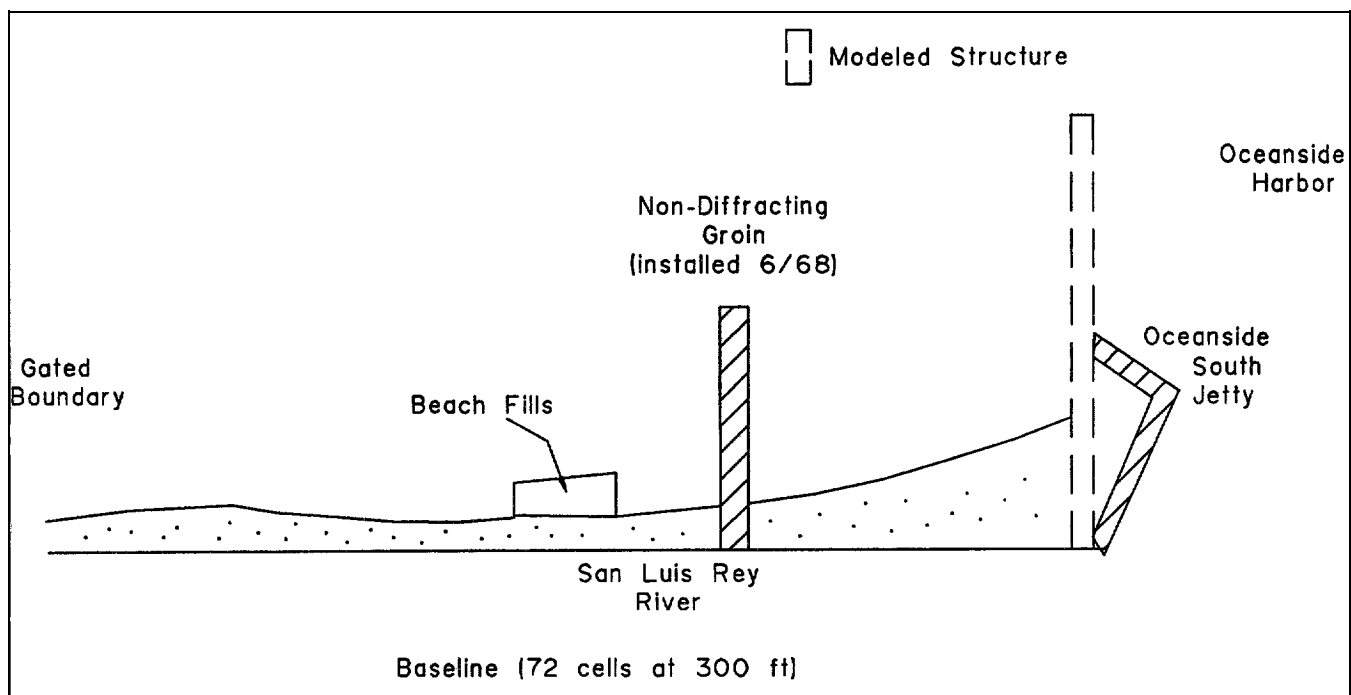 Modeled Structure
Oceanside
Harbor
Non-Diffracting
Groin
(installed 6/68)
Oceanside
South
Jetty
Gated
Boundary
Beach Fills
San Luis Rey
River
Baseline (72 cells at 300 ft)